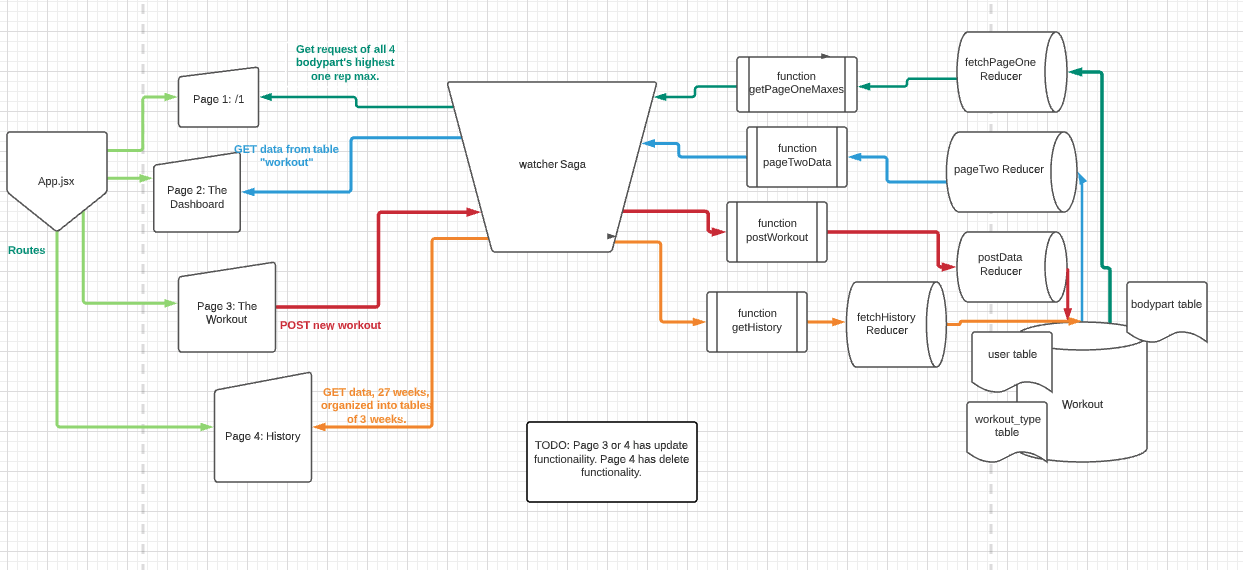 Get request of all 4
bodypart's highest
one rep max.
Page 1: /1
App.jsx
GET data from table
"workout"
Page 2: The
Dashboard
Routes
Page 3: The
Workout
POST new workout
GET data, 27 weeks,
organized into tables
of 3 weeks.
Page 4: History
watcher Saga
function
getPageOneMaxes
fetchPageOne
Reducer
function
pageTwoData
pageTwo Reducer
function
postWorkout
postData
Reducer
function
getHistory
fetchHistory
Reducer
bodypart table
user table
Workout
workout_type
table
TODO: Page 3 or 4 has update
functionaility. Page 4 has delete
functionality.